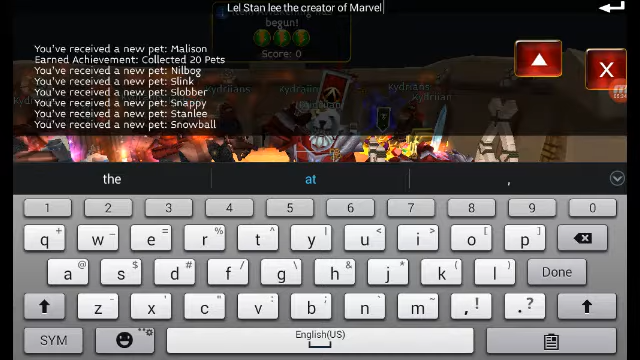 Lel Stan lee the creator of Marvel
begun!
Score: 0
You've received a new pet: Malison
Earned Achievement: Collected 20 Pets
You've received a new pet: Nilbog
You've received a new pet: Slink
You've received a new pet: Slobber
You've received a new pet: Snappy
You've received a new pet: Stanlee
You've received a new pet: Snowball
X
the at ,
1 2 3 4 5 6 7 8 9 0
q + w - e = r % t ^ y | u < i > o [ p ]
a @ s $ d # f / g \ h & j * k ( l ) Done
z x c v b n m , ! . ?
SYM English(US)